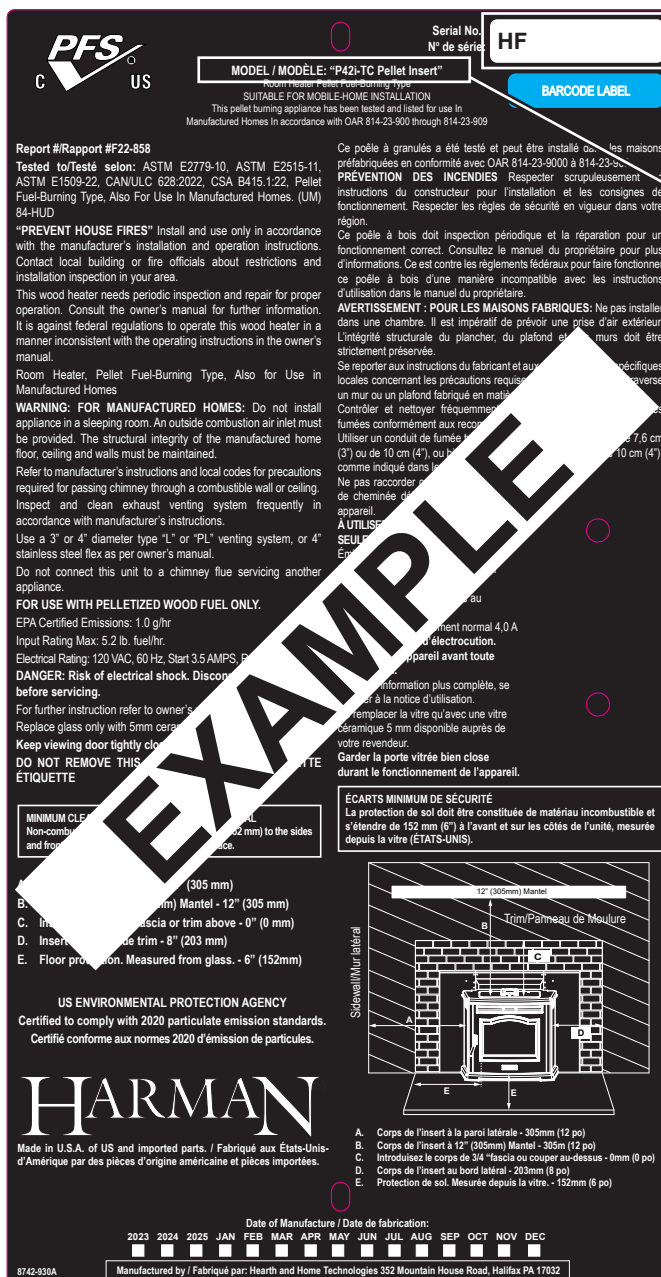 PFS
C US
Serial No.
N° de série:
HF
BARCODE LABEL
MODEL / MODÈLE: “P42i-TC Pellet Insert”
Room Heater Pellet Fuel-Burning Type
SUITABLE FOR MOBILE-HOME INSTALLATION
This pellet burning appliance has been tested and listed for use In
Manufactured Homes In accordance with OAR 814-23-900 through 814-23-909
Report #/Rapport #F22-858
Tested to/Testé selon: ASTM E2779-10, ASTM E2515-11,
ASTM E1509-22, CAN/ULC 628:2022, CSA B415.1:22, Pellet
Fuel-Burning Type, Also For Use In Manufactured Homes. (UM)
84-HUD
“PREVENT HOUSE FIRES” Install and use only in accordance
with the manufacturer’s installation and operation instructions.
Contact local building or fire officials about restrictions and
installation inspection in your area.
This wood heater needs periodic inspection and repair for proper
operation. Consult the owner’s manual for further information.
It is against federal regulations to operate this wood heater in a
manner inconsistent with the operating instructions in the owner’s
manual.
Room Heater, Pellet Fuel-Burning Type, Also for Use in
Manufactured Homes
WARNING: FOR MANUFACTURED HOMES: Do not install
appliance in a sleeping room. An outside combustion air inlet must
be provided. The structural integrity of the manufactured home
floor, ceiling and walls must be maintained.
Refer to manufacturer’s instructions and local codes for precautions
required for passing chimney through a combustible wall or ceiling.
Inspect and clean exhaust venting system frequently in
accordance with manufacturer’s instructions.
Use a 3” or 4” diameter type “L” or “PL” venting system, or 4”
stainless steel flex as per owner’s manual.
Do not connect this unit to a chimney flue servicing another
appliance.
FOR USE WITH PELLETIZED WOOD FUEL ONLY.
EPA Certified Emissions: 1.0 g/hr
Input Rating Max: 5.2 lb. fuel/hr.
Electrical Rating: 120 VAC, 60 Hz, Start 3.5 AMPS,
DANGER: Risk of electrical shock.
before servicing.
For further instruction refer to owner’s
Replace glass only with 5mm
Keep viewing door tightly
DO NOT REMOVE THIS
ÉTIQUETTE
MINIMUM
mm) to the sides
and
(305 mm)
B. Mantel - 12” (305 mm)
C. fascia or trim above - 0” (0 mm)
D. Insert trim - 8” (203 mm)
E. Floor Measured from glass. - 6” (152mm)
US ENVIRONMENTAL PROTECTION AGENCY
Certified to comply with 2020 particulate emission standards.
Certifié conforme aux normes 2020 d’émission de particules.
HARMAN
Made in U.S.A. of US and imported parts. / Fabriqué aux États-Unis-
d’Amérique par des pièces d’origine américaine et pièces importées.
Ce poêle à granulés a été testé et peut être installé les maisons
préfabriquées en conformité avec OAR 814-23-9000 à
PRÉVENTION DES INCENDIES Respecter scrupuleusement
instructions du constructeur pour l’installation et les consignes de
fonctionnement. Respecter les règles de sécurité en vigueur dans votre
région.
Ce poêle à bois doit inspection périodique et la réparation pour un
fonctionnement correct. Consultez le manuel du propriétaire pour plus
d’informations. Ce est contre les règlements fédéraux pour faire fonctionner
ce poêle à bois d’une manière incompatible avec les instructions
d’utilisation dans le manuel du propriétaire.
AVERTISSEMENT : POUR LES MAISONS FABRIQUES: Ne pas installer
dans une chambre. Il est impératif de prévoir une prise d’air extérieur
L’intégrité structurale du plancher, du plafond et murs doit être
strictement préservée.
Se reporter aux instructions du fabricant et aux spécifiques
locales concernant les précautions
un mur ou un plafond fabriqué en
Contrôler et nettoyer
fumées conformément aux
Utiliser un conduit de fumée 7,6 cm
(3”) ou de 10 cm (4”), ou 10 cm (4”)
comme indiqué dans
Ne pas raccorder
de cheminée
appareil.
À
au
normal 4,0 A
d’électrocution.
avant toute
information plus complète, se
à la notice d’utilisation.
remplacer la vitre qu’avec une vitre
céramique 5 mm disponible auprès de
votre revendeur.
Garder la porte vitrée bien close
durant le fonctionnement de l’appareil.
EXAMPLE
ÉCARTS MINIMUM DE SÉCURITÉ
La protection de sol doit être constituée de matériau incombustible et
s’étendre de 152 mm (6”) à l’avant et sur les côtés de l’unité, mesurée
depuis la vitre (ÉTATS-UNIS).
12” (305mm) Mantel
B
Trim/Panneau de Moulure
C
Sidewall/Mur latéral
A
D
E
E
A. Corps de l’insert à la paroi latérale - 305mm (12 po)
B. Corps de l’insert à 12” (305mm) Mantel - 305m (12 po)
C. Introduisez le corps de 3/4 “fascia ou couper au-dessus - 0mm (0 po)
D. Corps de l’insert au bord latéral - 203mm (8 po)
E. Protection de sol. Mesurée depuis la vitre. - 152mm (6 po)
Date of Manufacture / Date de fabrication:
2023 2024 2025 JAN FEB MAR APR MAY JUN JUL AUG SEP OCT NOV DEC
8742-930A
Manufactured by / Fabriqué par: Hearth and Home Technologies 352 Mountain House Road, Halifax PA 17032